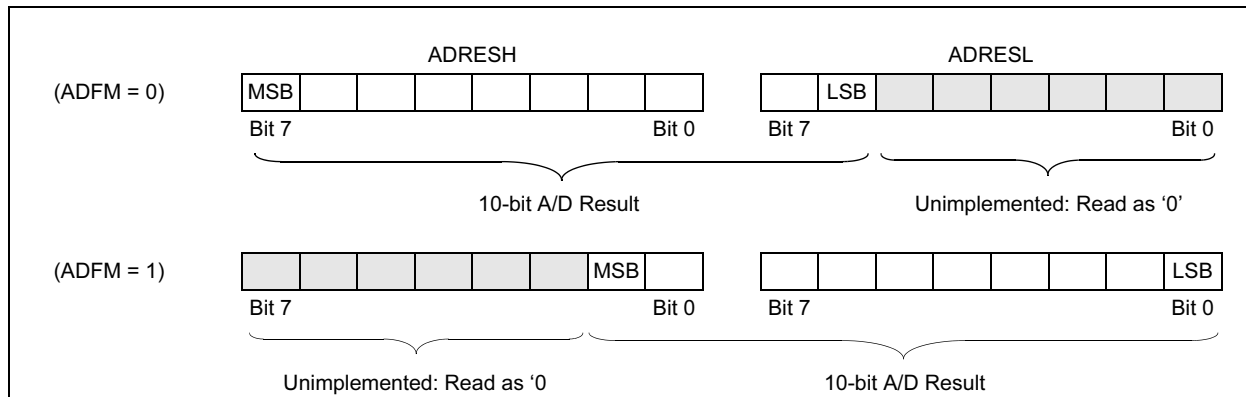 ADRESH ADRESL
(ADFM = 0) MSB LSB
Bit 7 Bit 0 Bit 7 Bit 0
10-bit A/D Result Unimplemented: Read as ‘0’
(ADFM = 1) MSB LSB
Bit 7 Bit 0 Bit 7 Bit 0
Unimplemented: Read as ‘0 10-bit A/D Result